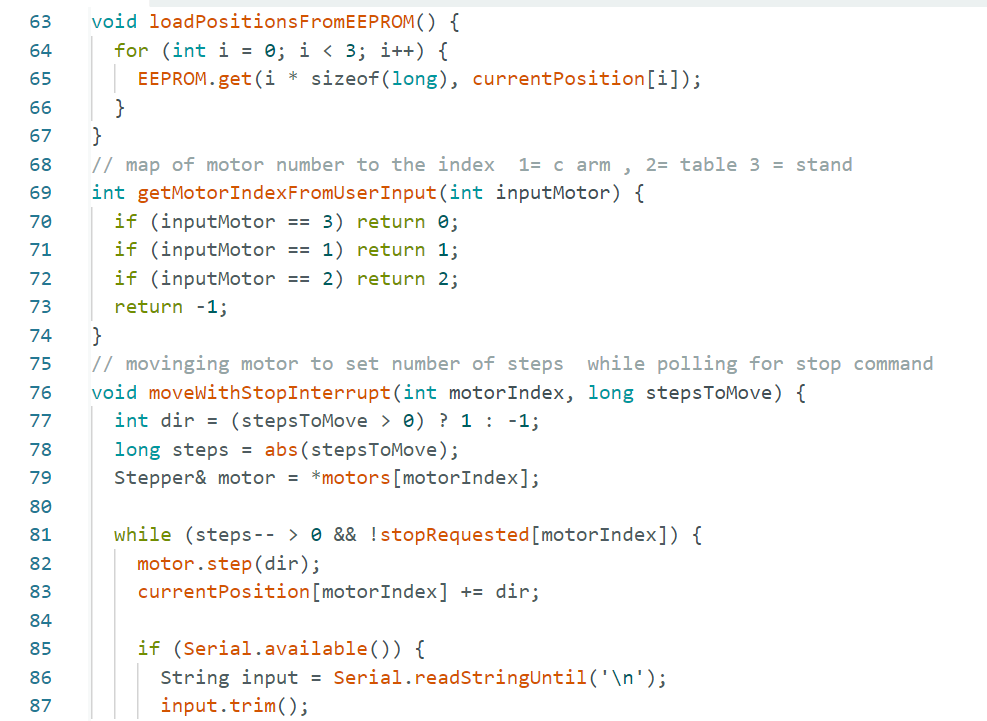 63 void loadPositionsFromEEPROM() {
64 for (int i = 0; i < 3; i++) {
65 EEPROM.get(i * sizeof(long), currentPosition[i]);
66 }
67 }
68 // map of motor number to the index  1= c arm , 2= table 3 = stand
69 int getMotorIndexFromUserInput(int inputMotor) {
70 if (inputMotor == 3) return 0;
71 if (inputMotor == 1) return 1;
72 if (inputMotor == 2) return 2;
73 return -1;
74 }
75 // movinging motor to set number of steps  while polling for stop command
76 void moveWithStopInterrupt(int motorIndex, long stepsToMove) {
77 int dir = (stepsToMove > 0) ? 1 : -1;
78 long steps = abs(stepsToMove);
79 Stepper& motor = *motors[motorIndex];
80
81 while (steps-- > 0 && !stopRequested[motorIndex]) {
82 motor.step(dir);
83 currentPosition[motorIndex] += dir;
84
85 if (Serial.available()) {
86 String input = Serial.readStringUntil('\n');
87 input.trim();